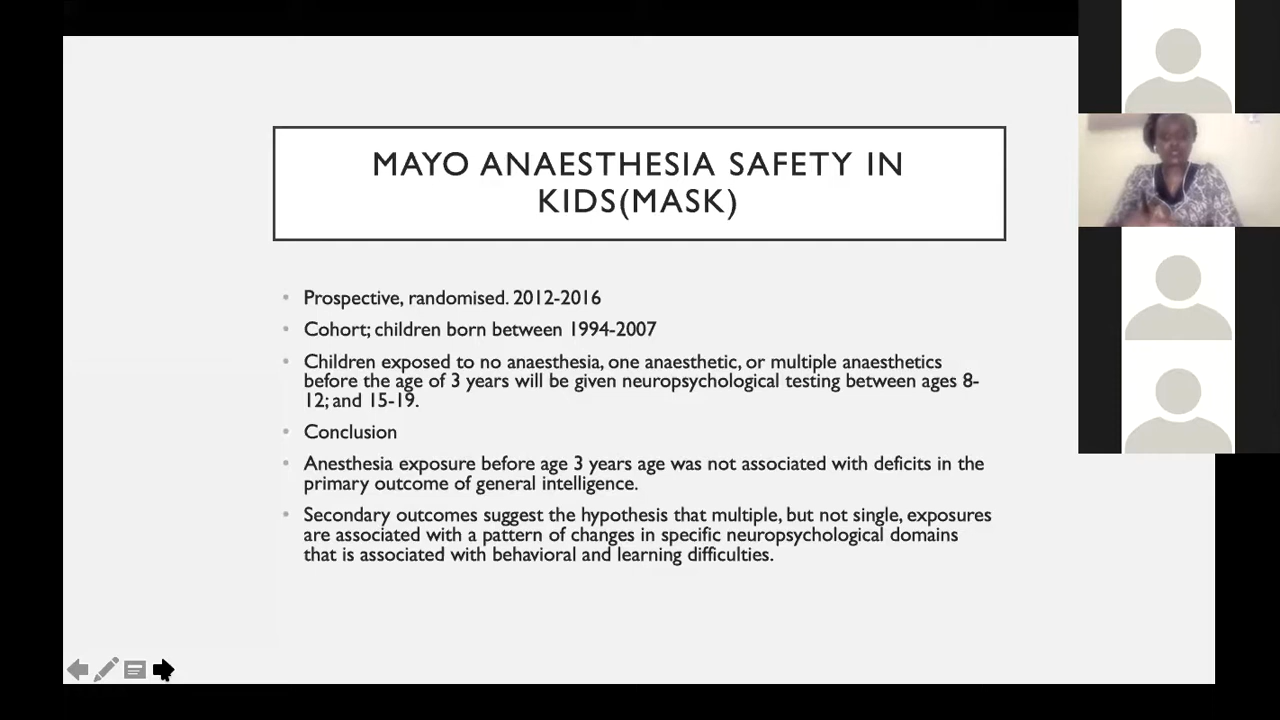 MAYO ANAESTHESIA SAFETY IN
KIDS(MASK)
• Prospective, randomised. 2012-2016
• Cohort; children born between 1994-2007
• Children exposed to no anaesthesia, one anaesthetic, or multiple anaesthetics
before the age of 3 years will be given neuropsychological testing between ages 8-
12; and 15-19.
• Conclusion
• Anesthesia exposure before age 3 years age was not associated with deficits in the
primary outcome of general intelligence.
• Secondary outcomes suggest the hypothesis that multiple, but not single, exposures
are associated with a pattern of changes in specific neuropsychological domains
that is associated with behavioral and learning difficulties.